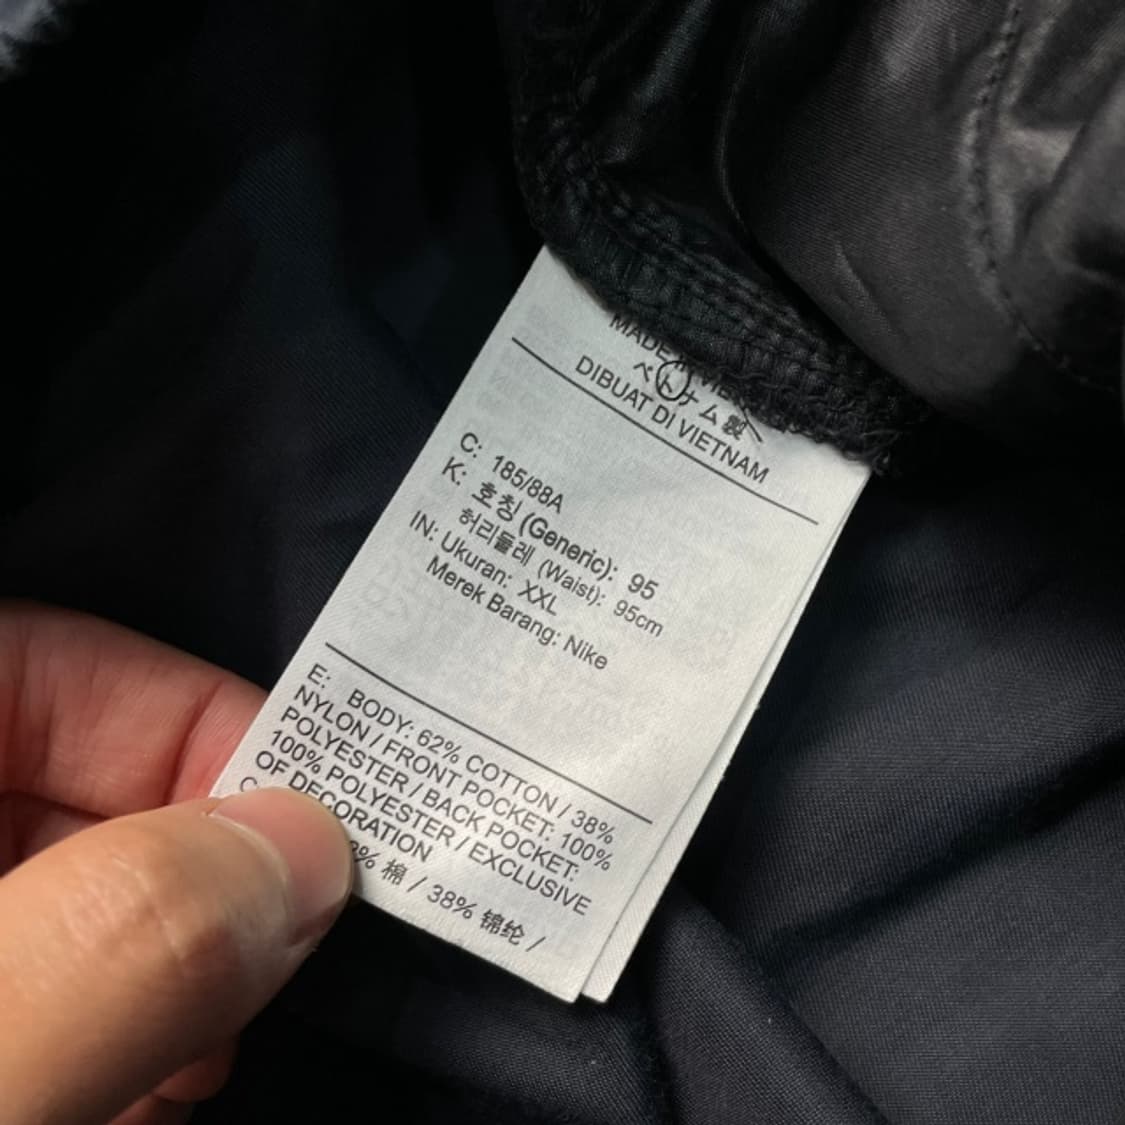 MADE IN VIE
ベトナム製
DIBUAT DI VIETNAM
C: 185/88A
K: 호칭 (Generic): 95
허리둘레 (Waist): 95cm
IN: Ukuran: XXL
Merek Barang: Nike
E: BODY: 62% COTTON / 38%
NYLON / FRONT POCKET: 100%
POLYESTER / BACK POCKET:
100% POLYESTER / EXCLUSIVE
OF DECORATION
% 棉 / 38% 锦纶 /